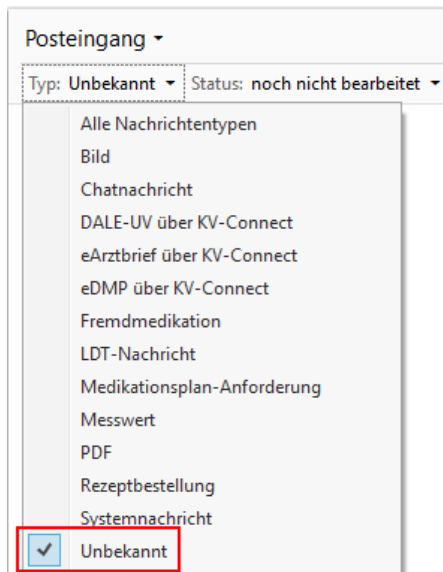 Posteingang
Typ: Unbekannt Status: noch nicht bearbeitet
Alle Nachrichtentypen
Bild
Chatnachricht
DALE-UV über KV-Connect
eArztbrief über KV-Connect
eDMP über KV-Connect
Fremdmedikation
LDT-Nachricht
Medikationsplan-Anforderung
Messwert
PDF
Rezeptbestellung
Systemnachricht
Unbekannt